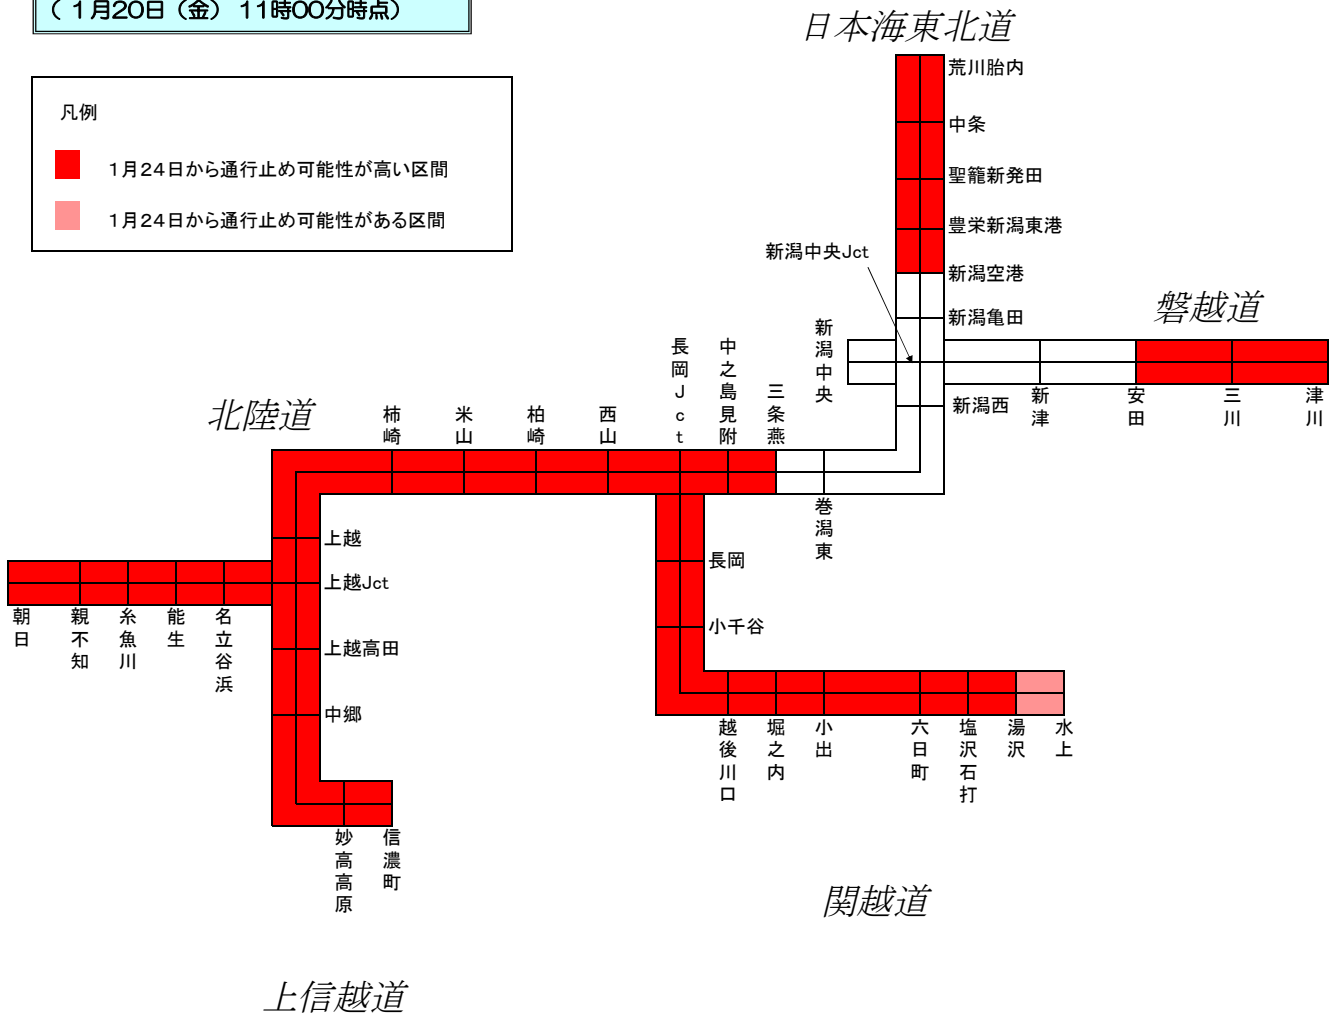 (1月20日(金) 11時00分時点)
日本海東北道
荒川胎内
凡例
中条
1月24日から通行止め可能性が高い区間
聖籠新発田
1月24日から通行止め可能性がある区間
豊栄新潟東港
新潟中央Jct
新潟空港
磐越道
新潟亀田
新潟中央
新潟西
新津
安田
三川
津川
北陸道
柿崎
米山
柏崎
西山
長岡Jct
中之島見附
三条燕
巻潟東
上越
上越Jct
上越高田
中郷
朝日
親不知
糸魚川
能生
名立谷浜
長岡
小千谷
越後川口
堀之内
小出
六日町
塩沢石打
湯沢
水上
妙高高原
信濃町
関越道
上信越道